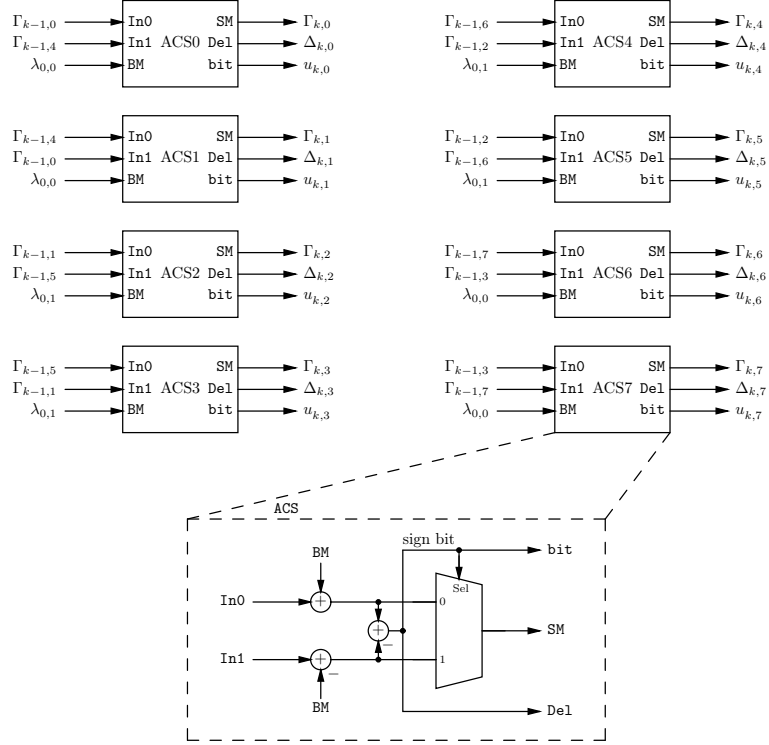 Γk−1,0 In0 SM Γk,0
Γk−1,4 In1 ACS0 Del Δk,0
λ0,0 BM bit uk,0
Γk−1,4 In0 SM Γk,1
Γk−1,0 In1 ACS1 Del Δk,1
λ0,0 BM bit uk,1
Γk−1,1 In0 SM Γk,2
Γk−1,5 In1 ACS2 Del Δk,2
λ0,1 BM bit uk,2
Γk−1,5 In0 SM Γk,3
Γk−1,1 In1 ACS3 Del Δk,3
λ0,1 BM bit uk,3
Γk−1,6 In0 SM Γk,4
Γk−1,2 In1 ACS4 Del Δk,4
λ0,1 BM bit uk,4
Γk−1,2 In0 SM Γk,5
Γk−1,6 In1 ACS5 Del Δk,5
λ0,1 BM bit uk,5
Γk−1,7 In0 SM Γk,6
Γk−1,3 In1 ACS6 Del Δk,6
λ0,0 BM bit uk,6
Γk−1,3 In0 SM Γk,7
Γk−1,7 In1 ACS7 Del Δk,7
λ0,0 BM bit uk,7
ACS
sign bit
BM
bit
Sel
In0 + 0
+ SM
−
In1 + 1
−
BM
Del